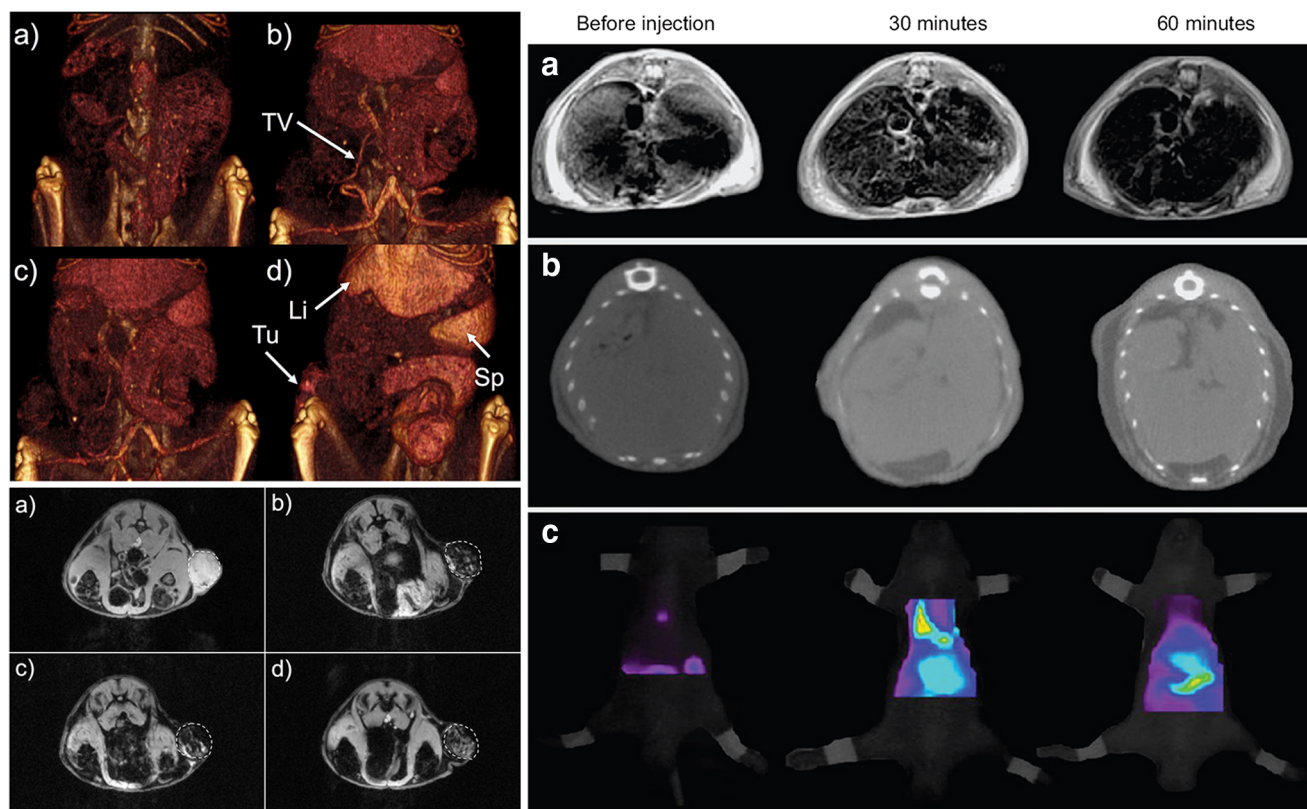 a)
b)
TV
c)
d)
Li
Tu
Sp
a)
b)
c)
d)
Before injection
30 minutes
60 minutes
a
b
c